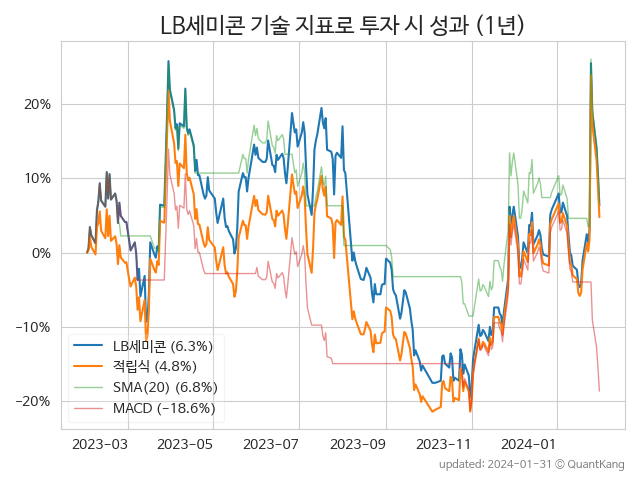 LB세미콘 기술 지표로 투자 시 성과 (1년)
20%
10%
0%
−10%
−20%
LB세미콘 (6.3%)
적립식 (4.8%)
SMA(20) (6.8%)
MACD (−18.6%)
2023-03 2023-05 2023-07 2023-09 2023-11 2024-01
updated: 2024-01-31 © QuantKang